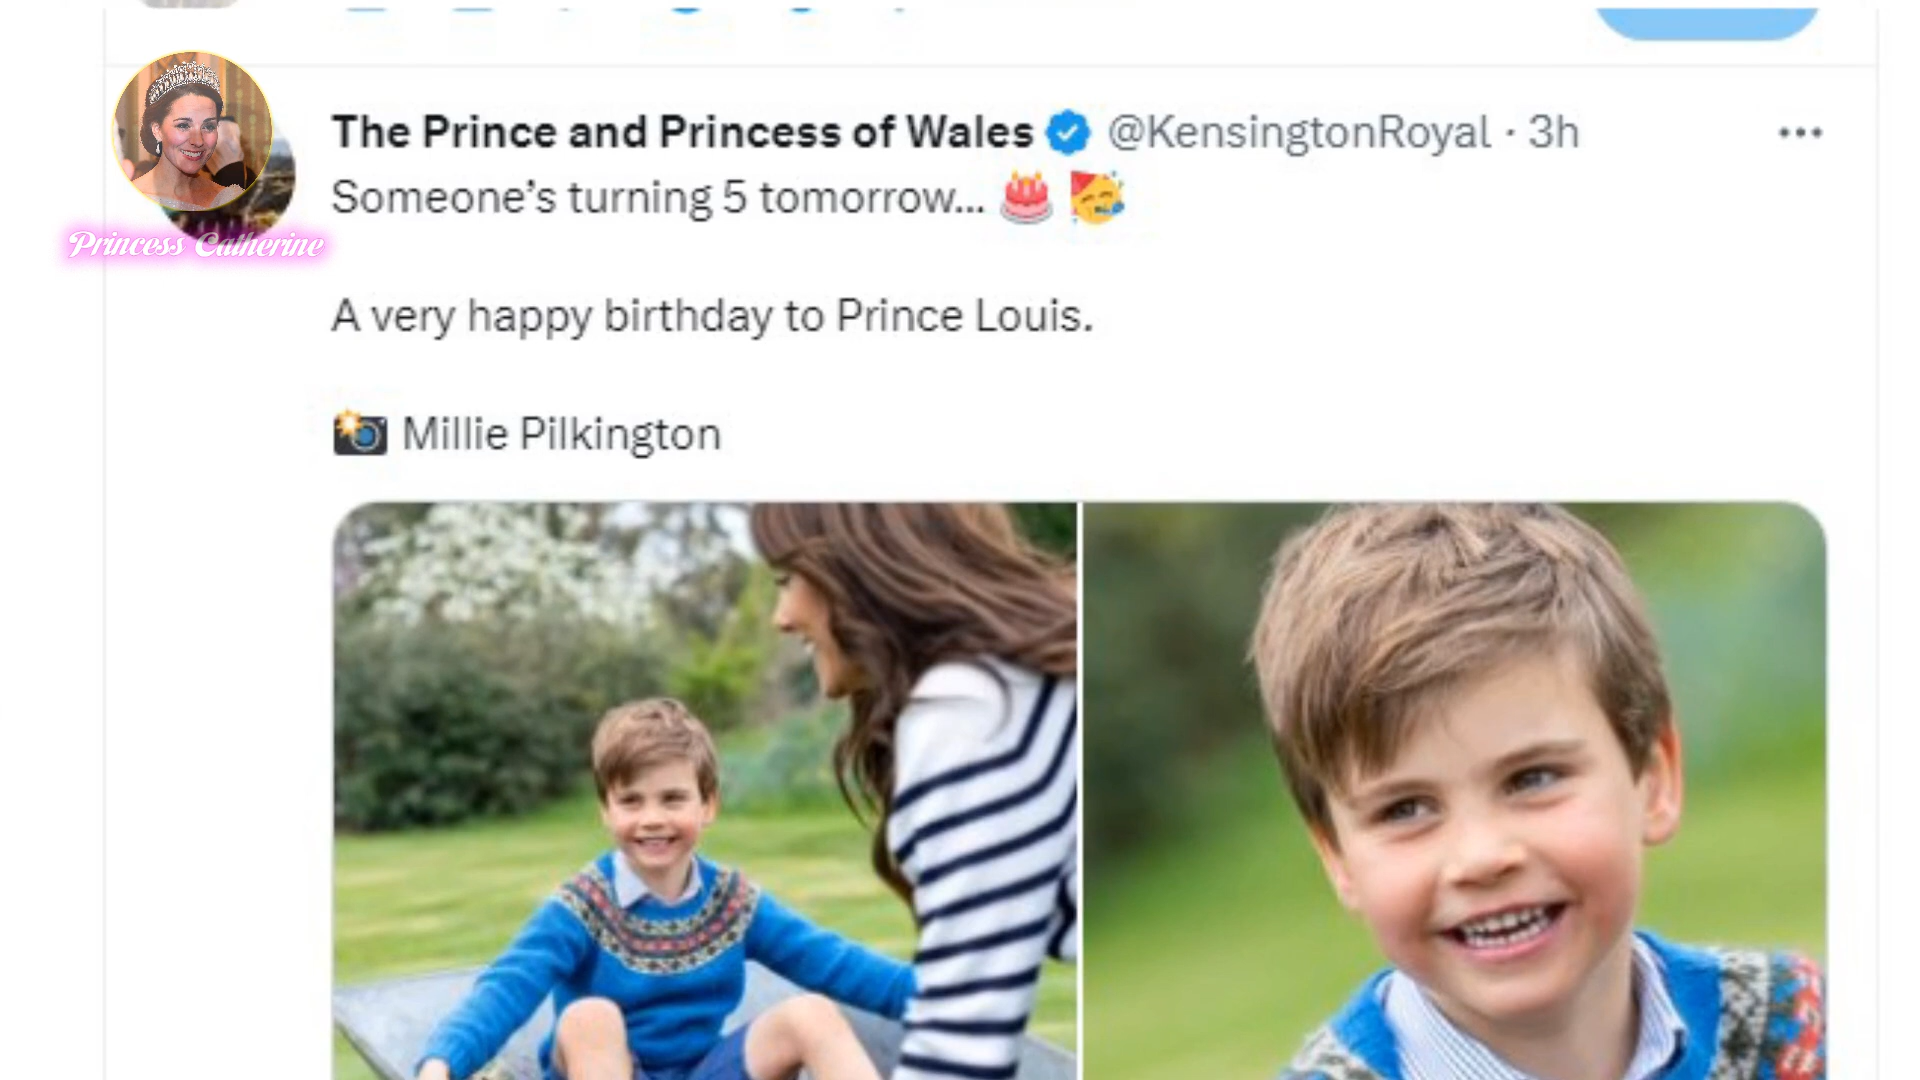 The Prince and Princess of Wales @KensingtonRoyal · 3h
Someone’s turning 5 tomorrow... 🎂 🥳
Princess Catherine
A very happy birthday to Prince Louis.
📸 Millie Pilkington